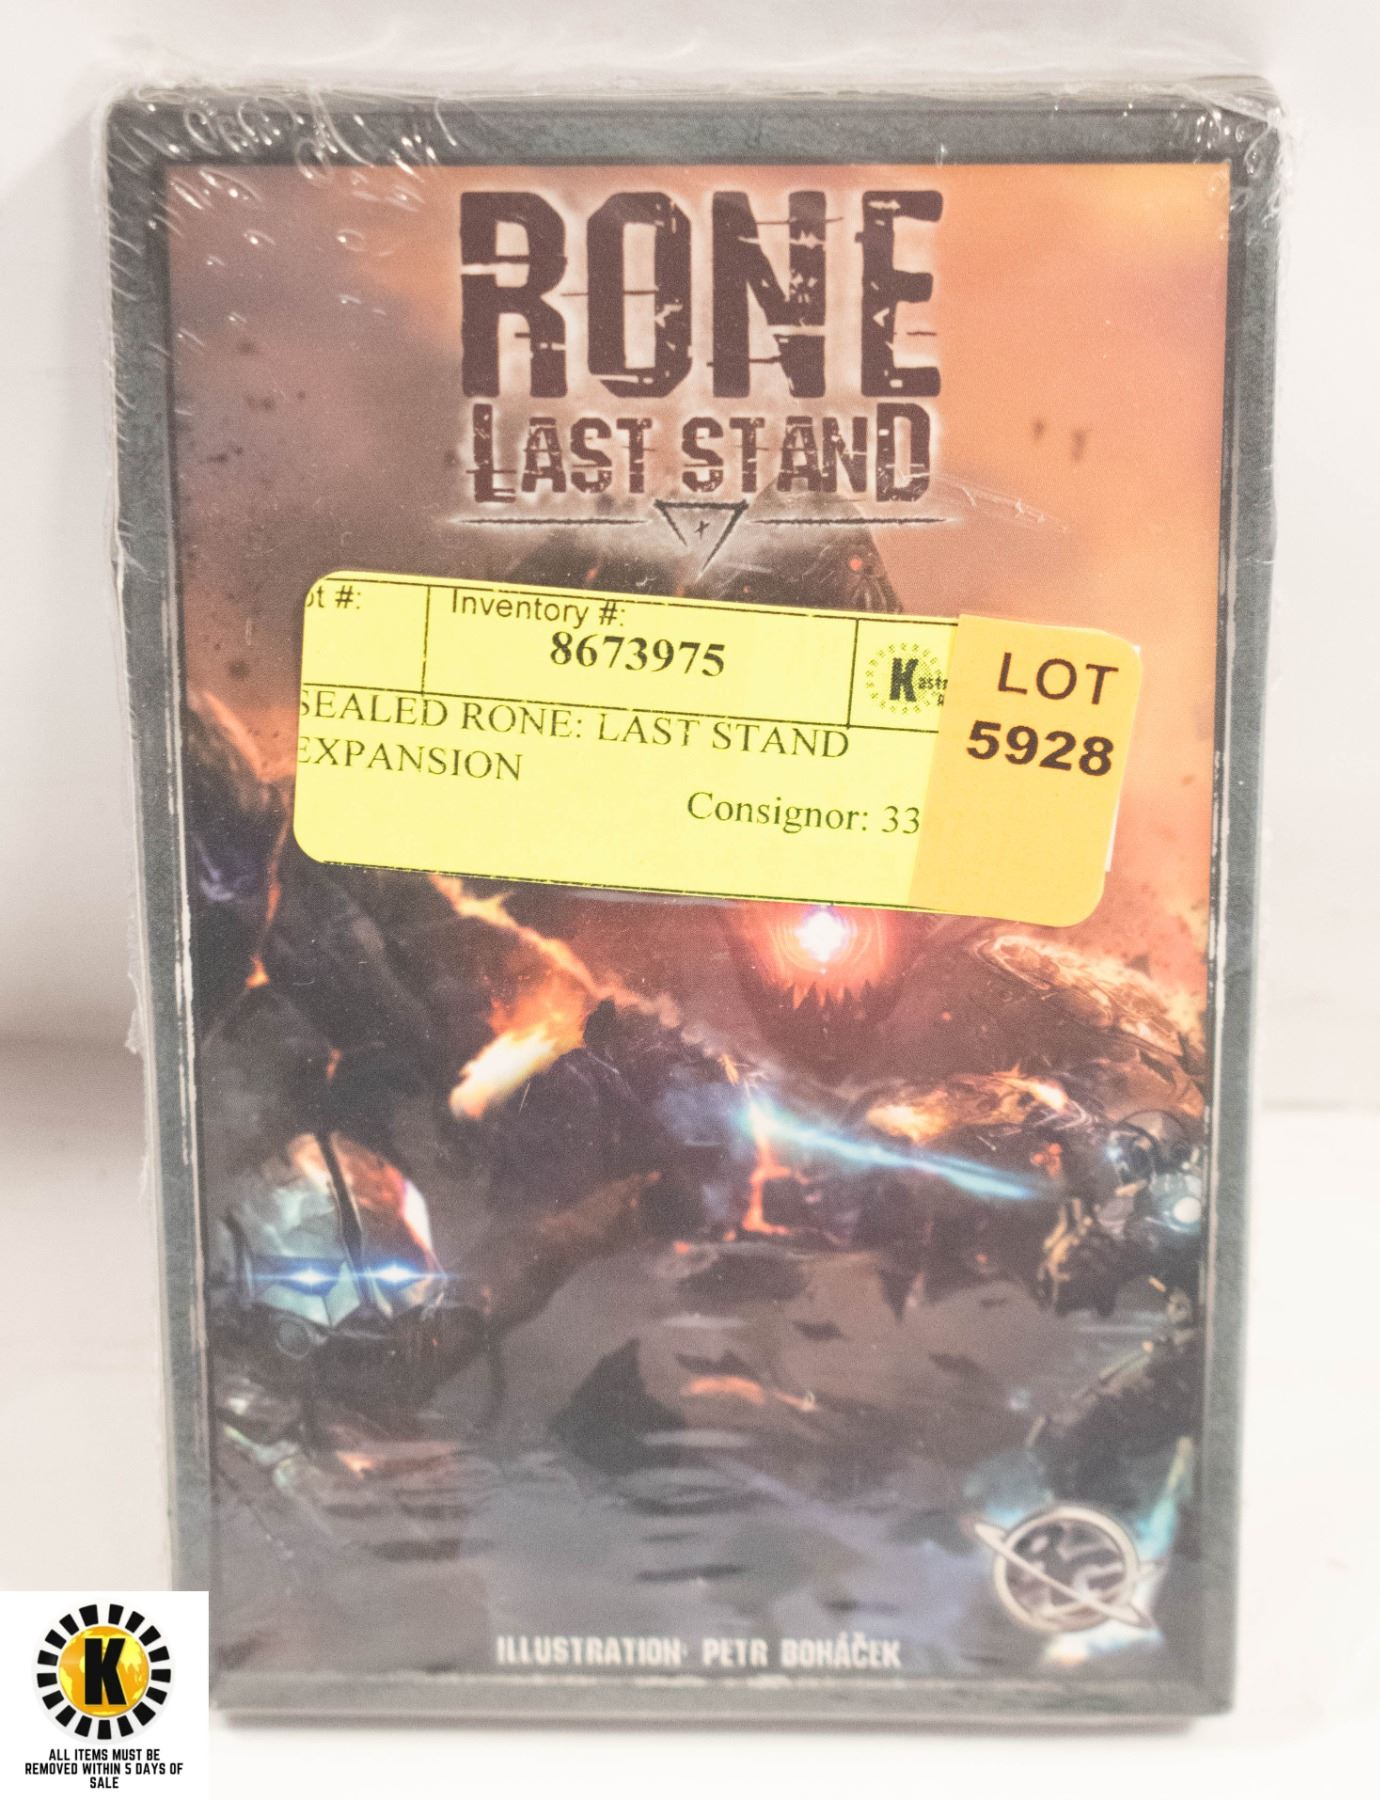 RONE
LAST STAND
Inventory #:
8673975
K
LOT
5928
SEALED RONE: LAST STAND
EXPANSION
Consignor: 33
ILLUSTRATION: PETR BOHÁČEK
K
ALL ITEMS MUST BE
REMOVED WITHIN 5 DAYS OF
SALE